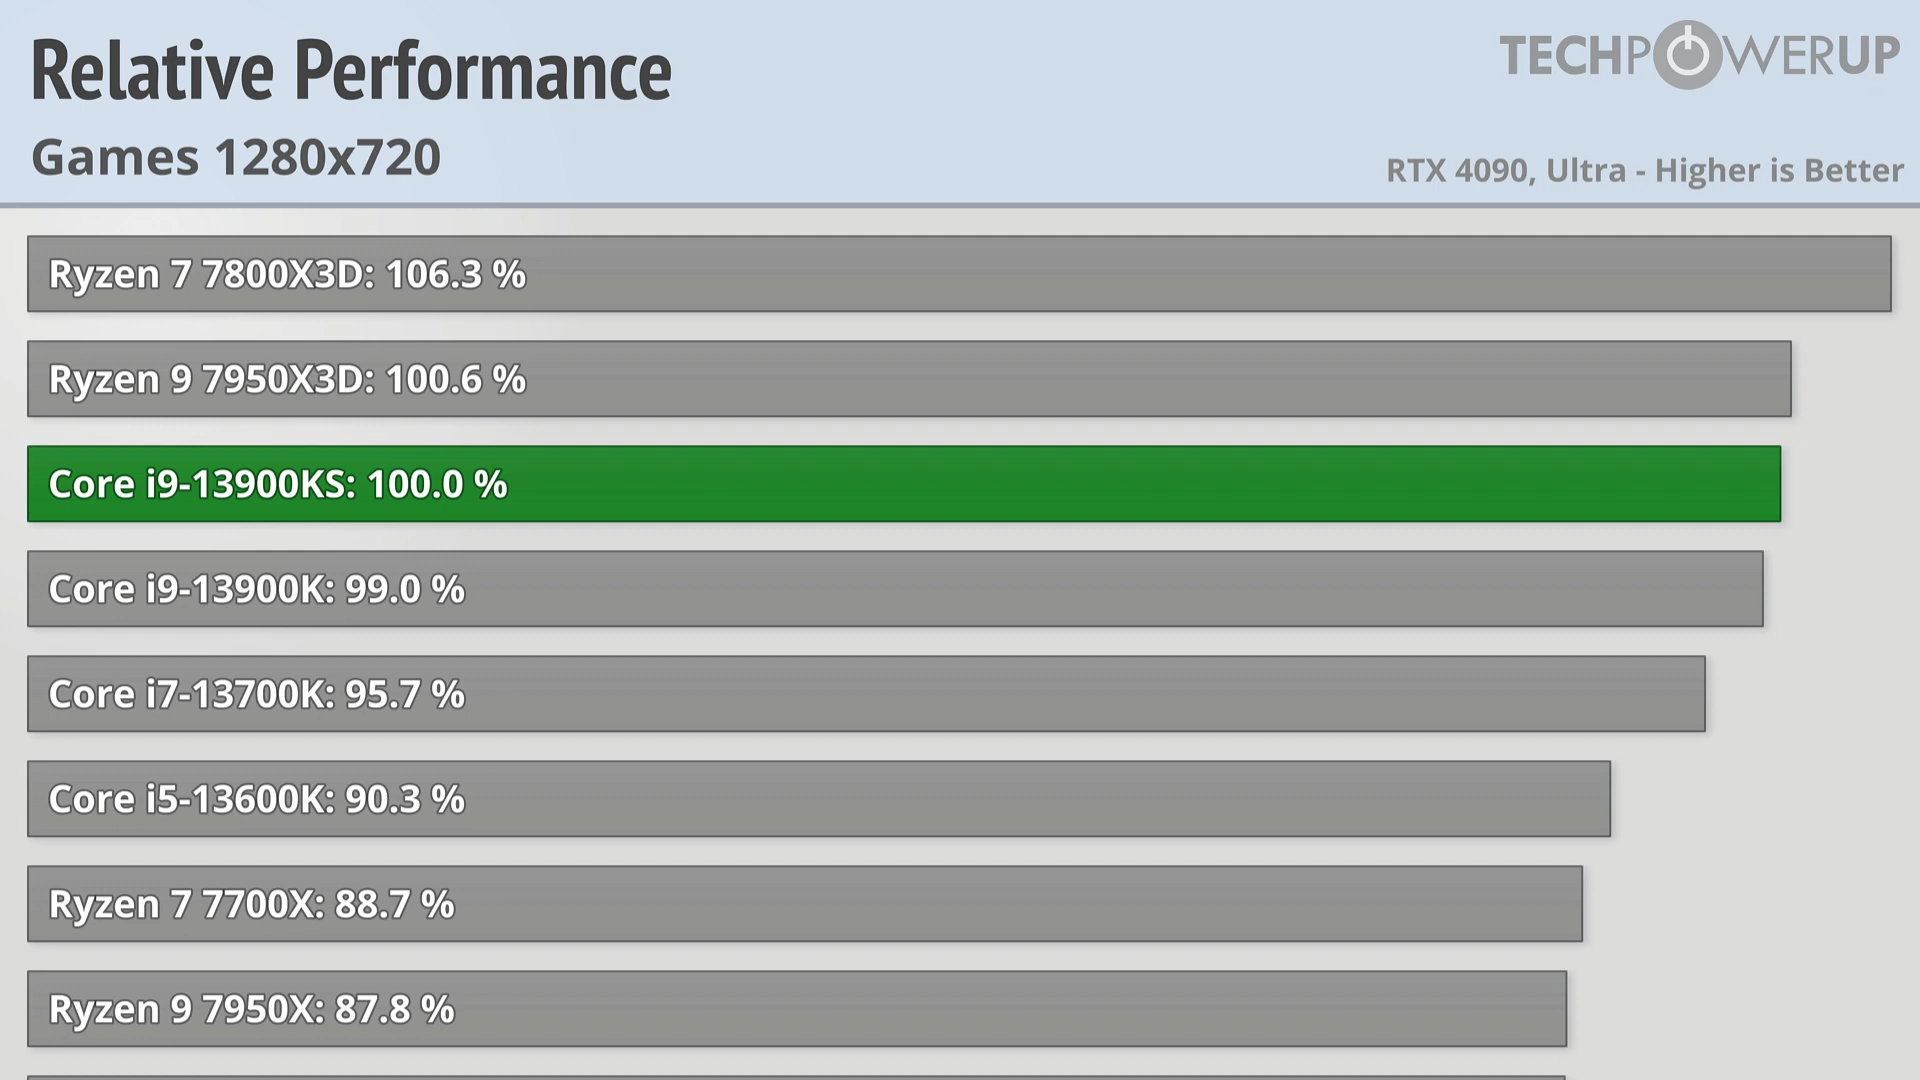 Relative Performance
TECHPOWERUP
Games 1280x720
RTX 4090, Ultra - Higher is Better
Ryzen 7 7800X3D: 106.3 %
Ryzen 9 7950X3D: 100.6 %
Core i9-13900KS: 100.0 %
Core i9-13900K: 99.0 %
Core i7-13700K: 95.7 %
Core i5-13600K: 90.3 %
Ryzen 7 7700X: 88.7 %
Ryzen 9 7950X: 87.8 %